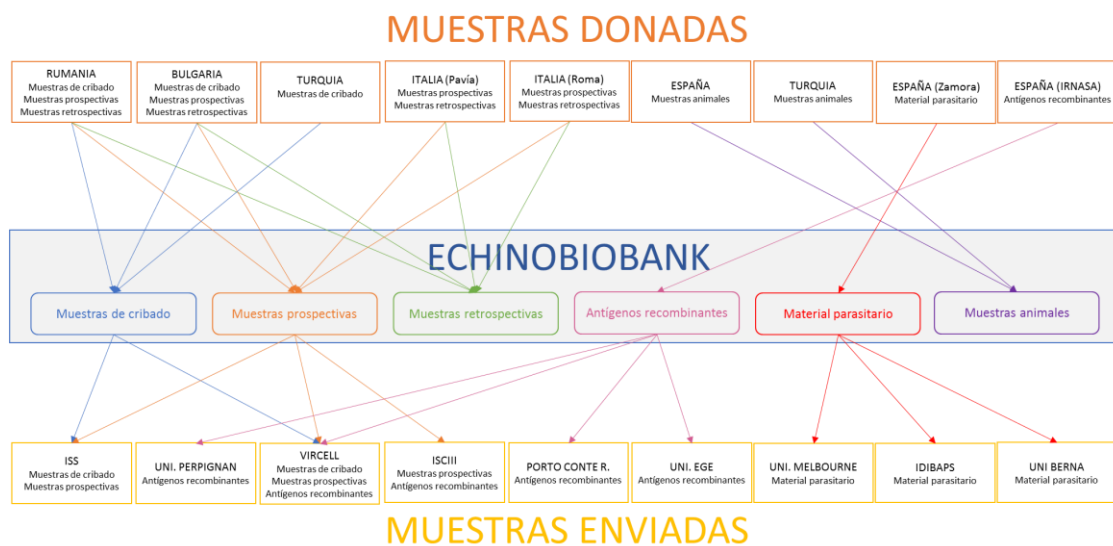 MUESTRAS DONADAS
RUMANIA
Muestras de cribado
Muestras prospectivas
Muestras retrospectivas
BULGARIA
Muestras de cribado
Muestras prospectivas
Muestras retrospectivas
TURQUIA
Muestras de cribado
ITALIA (Pavía)
Muestras prospectivas
Muestras retrospectivas
ITALIA (Roma)
Muestras prospectivas
Muestras retrospectivas
ESPAÑA
Muestras animales
TURQUIA
Muestras animales
ESPAÑA (Zamora)
Material parasitario
ESPAÑA (IRNASA)
Antígenos recombinantes
ECHINOBIOBANK
Muestras de cribado
Muestras prospectivas
Muestras retrospectivas
Antígenos recombinantes
Material parasitario
Muestras animales
ISS
Muestras de cribado
Muestras prospectivas
UNI. PERPIGNAN
Antígenos recombinantes
VIRCELL
Muestras de cribado
Muestras prospectivas
Antígenos recombinantes
ISCIII
Muestras prospectivas
Antígenos recombinantes
PORTO CONTE R.
Antígenos recombinantes
UNI. EGE
Antígenos recombinantes
UNI. MELBOURNE
Material parasitario
IDIBAPS
Material parasitario
UNI BERNA
Material parasitario
MUESTRAS ENVIADAS